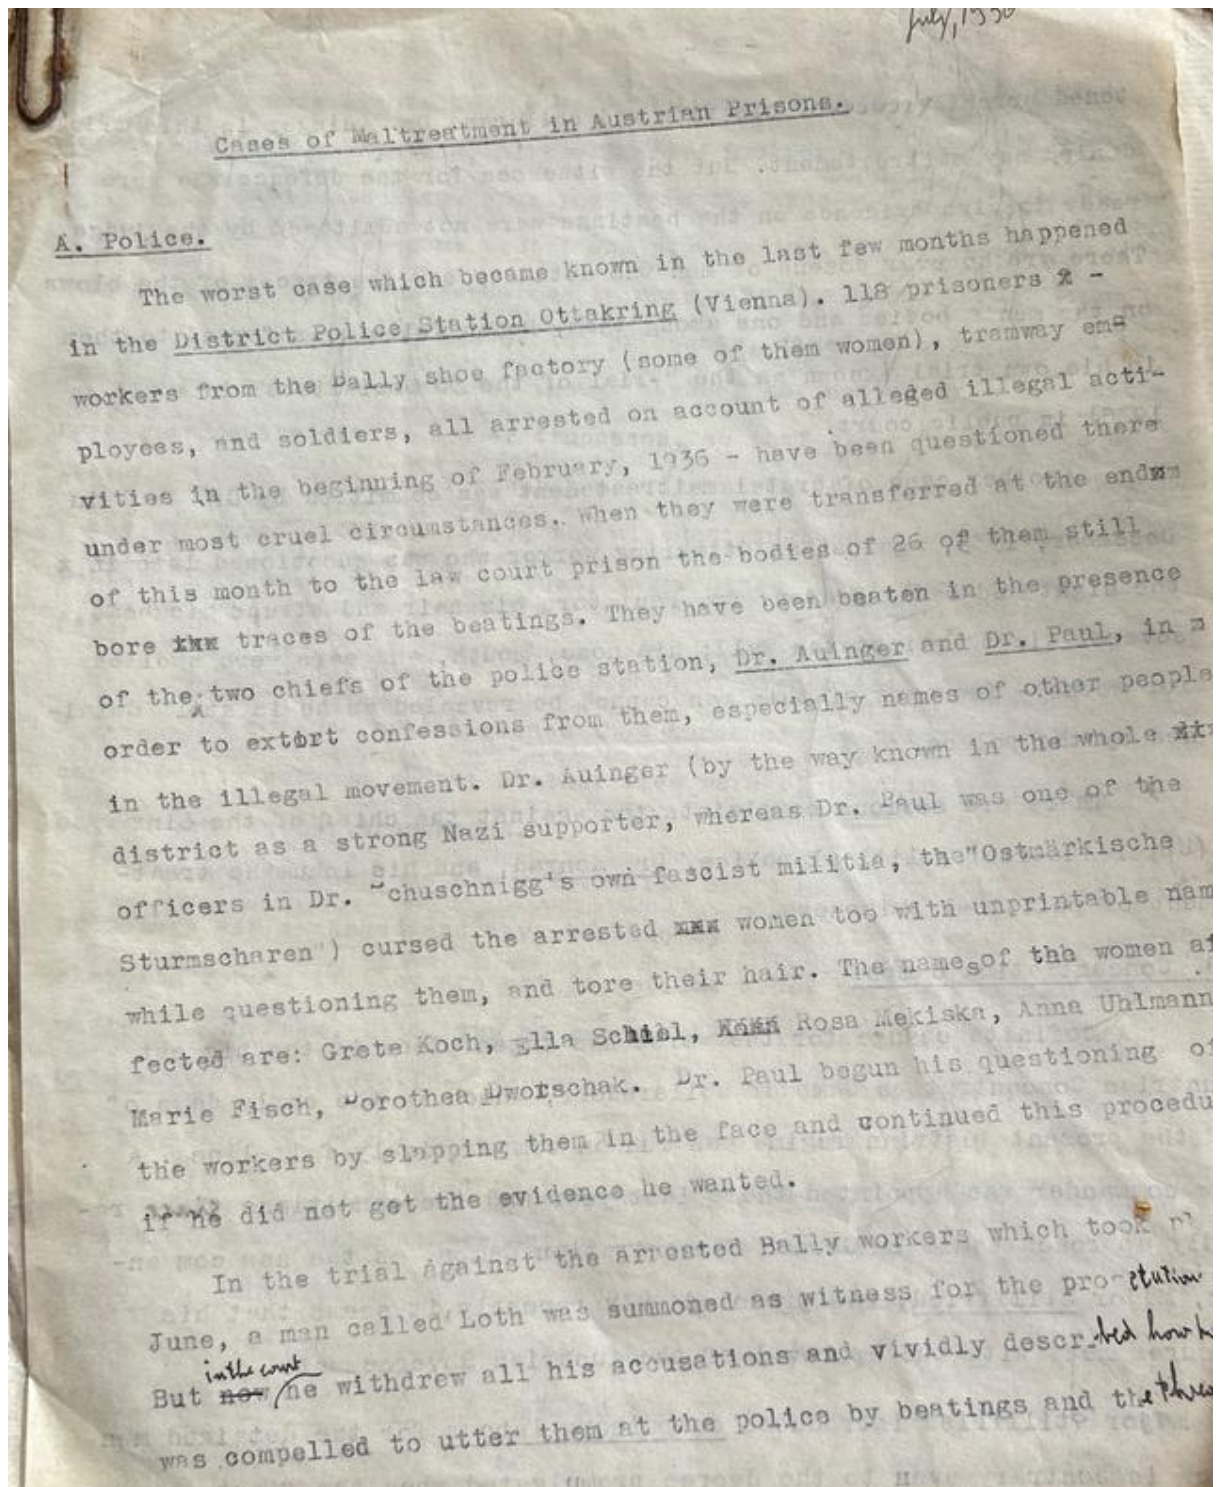 July, 1936
Cases of Maltreatment in Austrian Prisons.
A. Police.
The worst case which became known in the last few months happened
in the District Police Station Ottakring (Vienna). 118 prisoners -
workers from the Bally shoe factory (some of them women), tramway em=
ployees, and soldiers, all arrested on account of alleged illegal acti-
vities in the beginning of February, 1936 - have been questioned there
under most cruel circumstances. When they were transferred at the end
of this month to the law court prison the bodies of 26 of them still
bore traces of the beatings. They have been beaten in the presence
of the two chiefs of the police station, Dr. Auinger and Dr. Paul, in
order to extort confessions from them, especially names of other people
in the illegal movement. Dr. Auinger (by the way known in the whole
district as a strong Nazi supporter, whereas Dr. Paul was one of the
officers in Dr. Schuschnigg's own fascist militia, the "Ostmärkische
Sturmscharen") cursed the arrested women too with unprintable nam
while questioning them, and tore their hair. The names of the women af
fected are: Grete Koch, Ella Schiel, Rosa Mekiska, Anna Uhlmann
Marie Fisch, Dorothea Dworschak. Dr. Paul begun his questioning of
the workers by slapping them in the face and continued this procedu
if he did not get the evidence he wanted.
In the trial against the arrested Bally workers which took pl
June, a man called Loth was summoned as witness for the prosecution
in the court
But now he withdrew all his accusations and vividly described how h
was compelled to utter them at the police by beatings and the threa